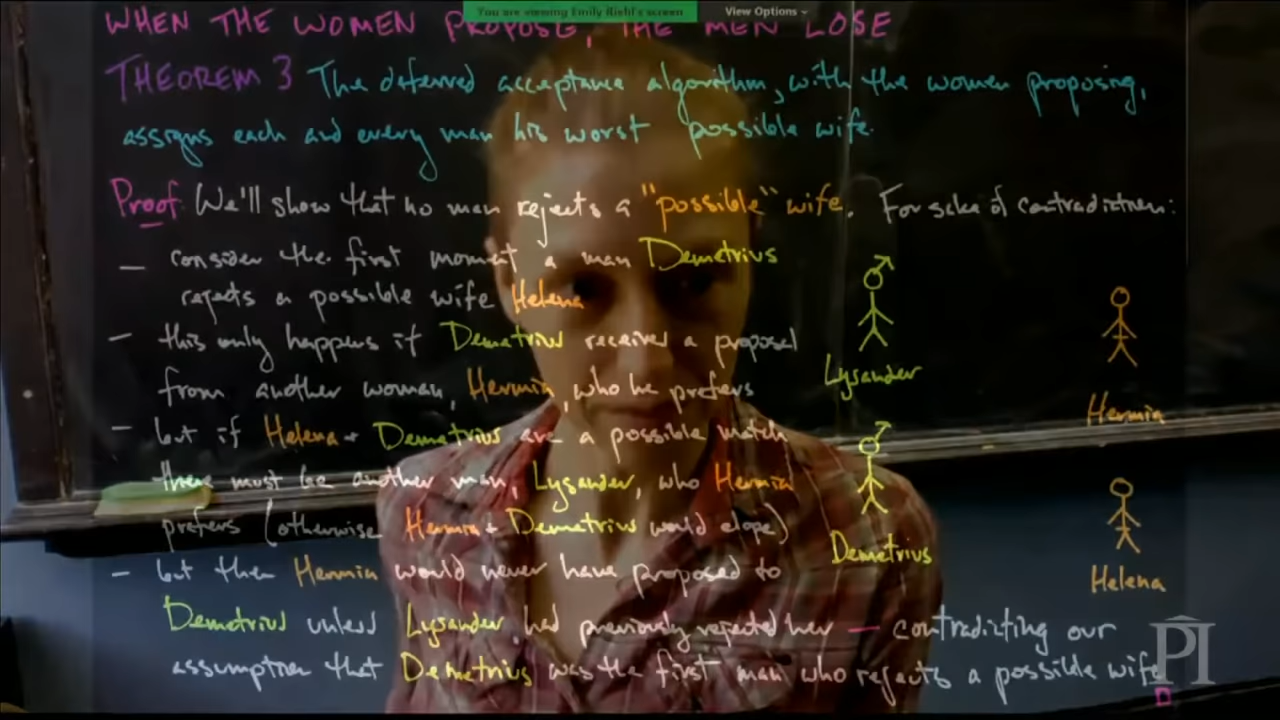 You are viewing Emily Riehl's screen View Options
WHEN THE WOMEN PROPOSE, THE MEN LOSE
THEOREM 3 The deferred acceptance algorithm, with the women proposing,
assigns each and every man his worst possible wife.
Proof. We'll show that no man rejects a "possible" wife. For sake of contradiction:
- consider the first moment a man Demetrius
rejects a possible wife Helena
- this only happens if Demetrius received a proposal
from another woman, Hermia, who he prefers
- but if Helena + Demetrius are a possible match
there must be another man, Lysander, who Hermia
prefers (otherwise Hermia + Demetrius would elope)
- but then Hermia would never have proposed to
Demetrius unless Lysander had previously rejected her — contradicting our
assumption that Demetrius was the first man who rejects a possible wife
Lysander
Hermia
Demetrius
Helena
PI